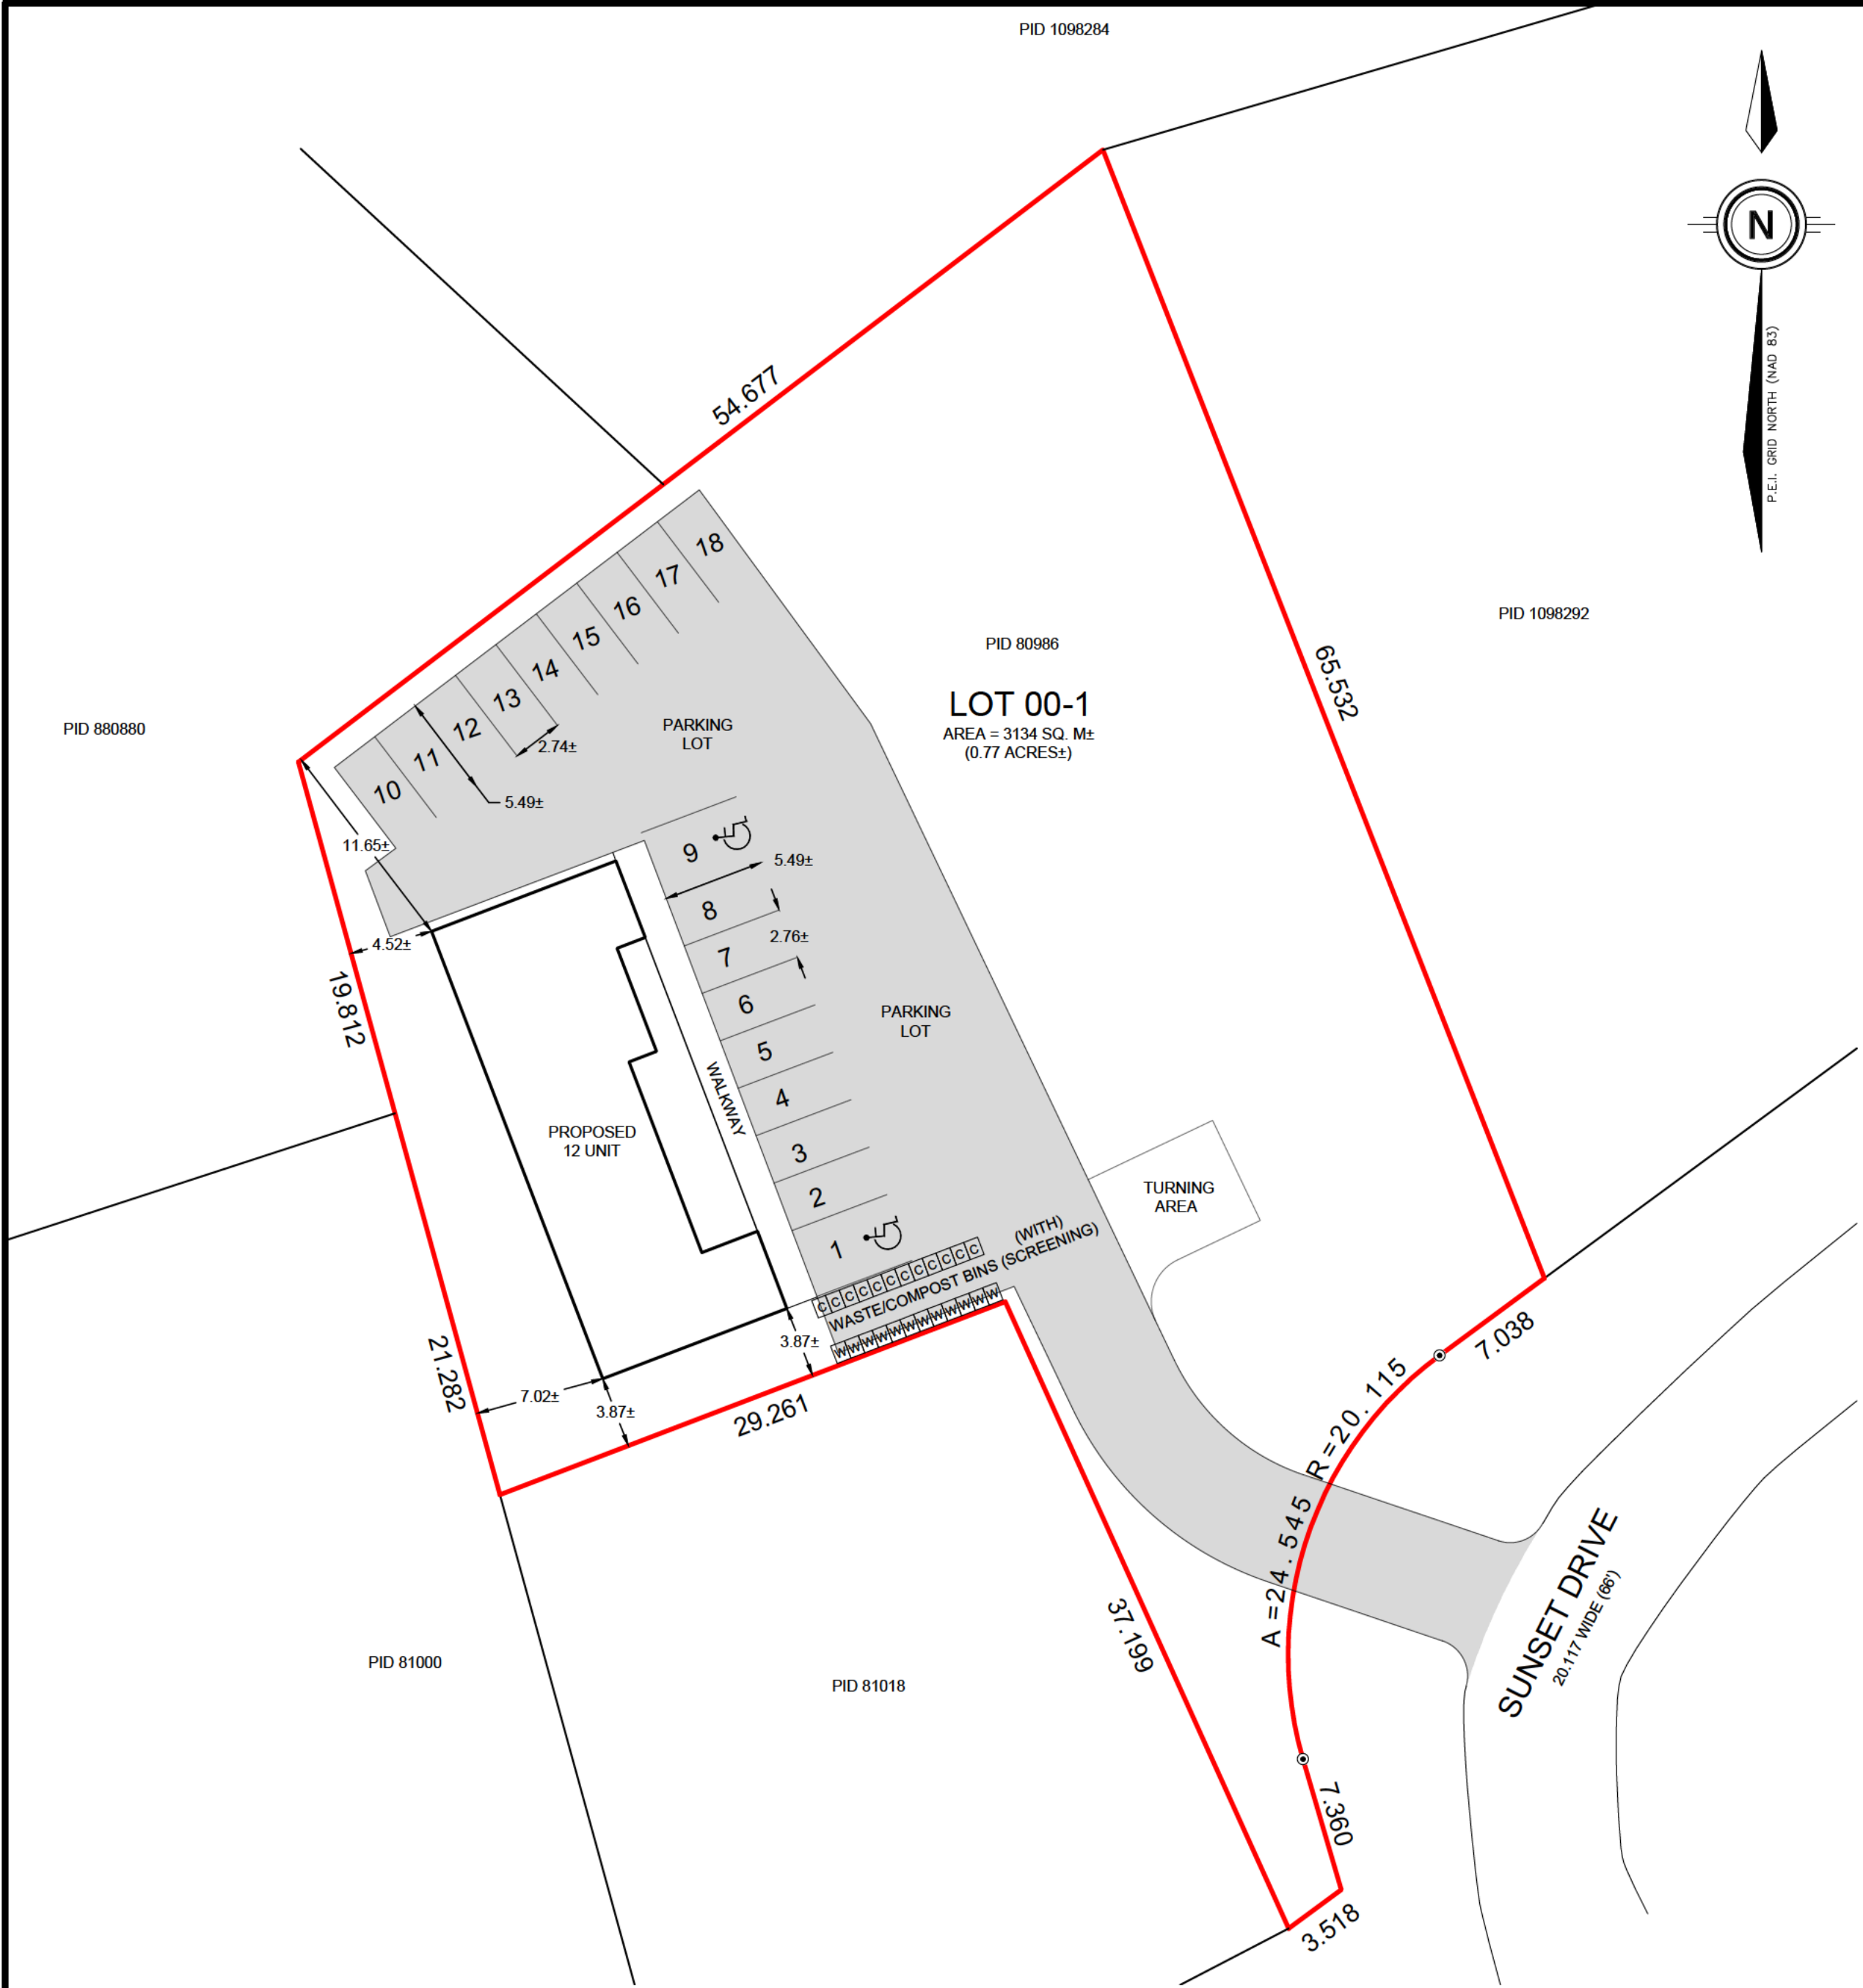 PID 1098284
N
P.E.I. GRID NORTH (NAD 83)
54.677
65.532
PID 1098292
PID 80986
LOT 00-1
AREA = 3134 SQ. M±
(0.77 ACRES±)
PID 880880
18
17
16
15
14
13
12
11
10
PARKING
LOT
2.74±
5.49±
11.65±
9
5.49±
8
2.76±
7
6
5
4
3
2
1
4.52±
19.812
PARKING
LOT
WALKWAY
PROPOSED
12 UNIT
TURNING
AREA
(WITH)
(SCREENING)
CCCCCCCCCCCC
WASTE/COMPOST BINS
WWWWWWWWWWWW
3.87±
7.02±
3.87±
21.282
29.261
7.038
A =24.545 R=20.115
SUNSET DRIVE
20.117 WIDE (66')
37.199
PID 81000
PID 81018
7.360
3.518